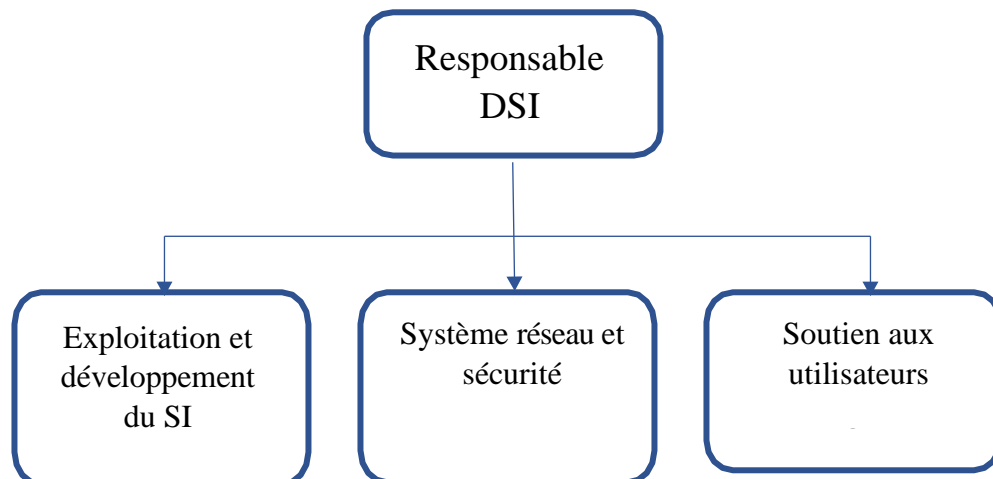 Responsable
DSI
Exploitation et
développement
du SI
Système réseau et
sécurité
Soutien aux
utilisateurs